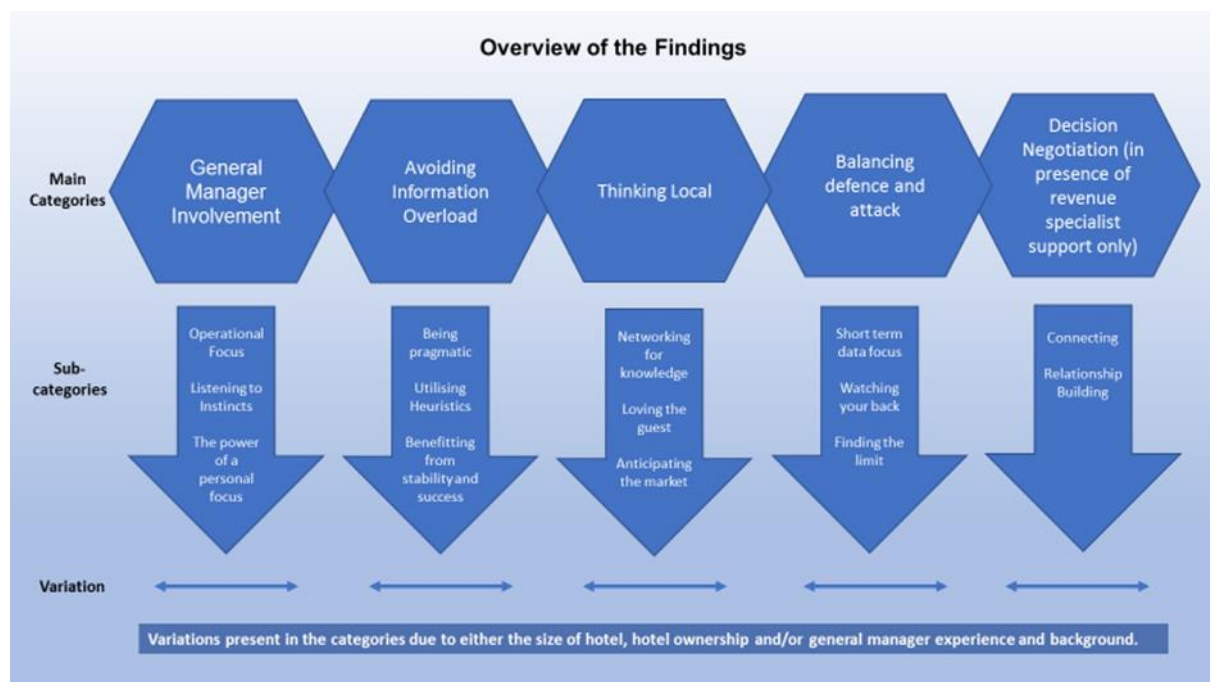 Overview of the Findings
Main
Categories
General
Manager
Involvement
Avoiding
Information
Overload
Thinking Local
Balancing
defence and
attack
Decision
Negotiation (in
presence of
revenue
specialist
support only)
Sub-
categories
Operational
Focus
Listening to
Instincts
The power
of a
personal
focus
Being
pragmatic
Utilising
Heuristics
Benefitting
from
stability and
success
Networking
for
knowledge
Loving the
guest
Anticipating
the market
Short term
data focus
Watching
your back
Finding the
limit
Connecting
Relationship
Building
Variation
Variations present in the categories due to either the size of hotel, hotel ownership and/or general manager experience and background.